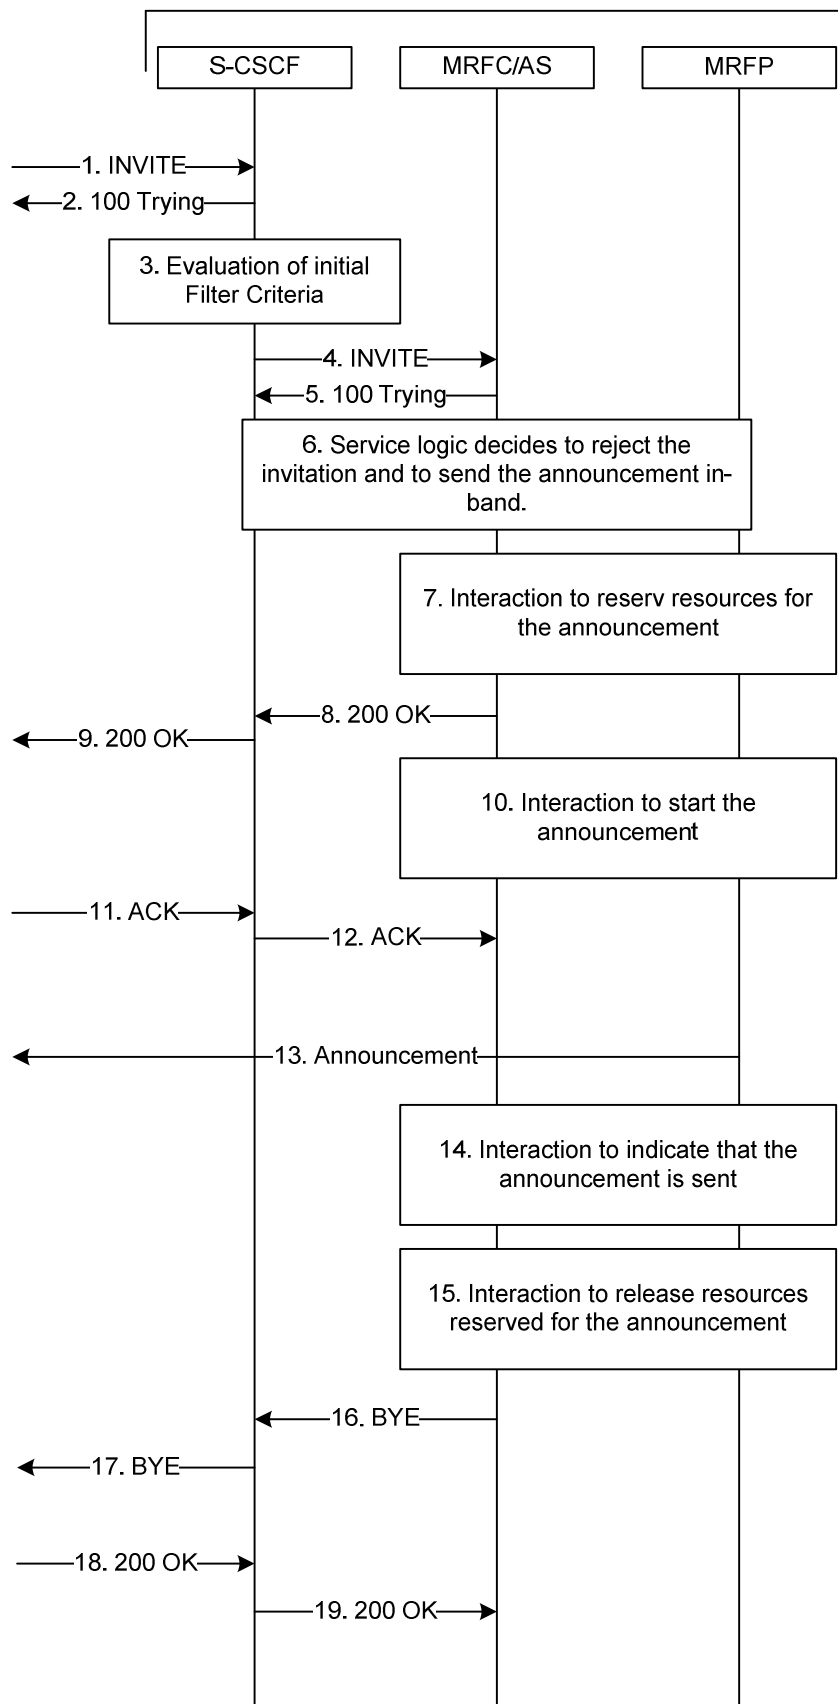 S-CSCF
MRFC/AS
MRFP
1. INVITE
2. 100 Trying
3. Evaluation of initial
Filter Criteria
4. INVITE
5. 100 Trying
6. Service logic decides to reject the
invitation and to send the announcement in-
band.
7. Interaction to reserv resources for
the announcement
8. 200 OK
9. 200 OK
10. Interaction to start the
announcement
11. ACK
12. ACK
13. Announcement
14. Interaction to indicate that the
announcement is sent
15. Interaction to release resources
reserved for the announcement
16. BYE
17. BYE
18. 200 OK
19. 200 OK